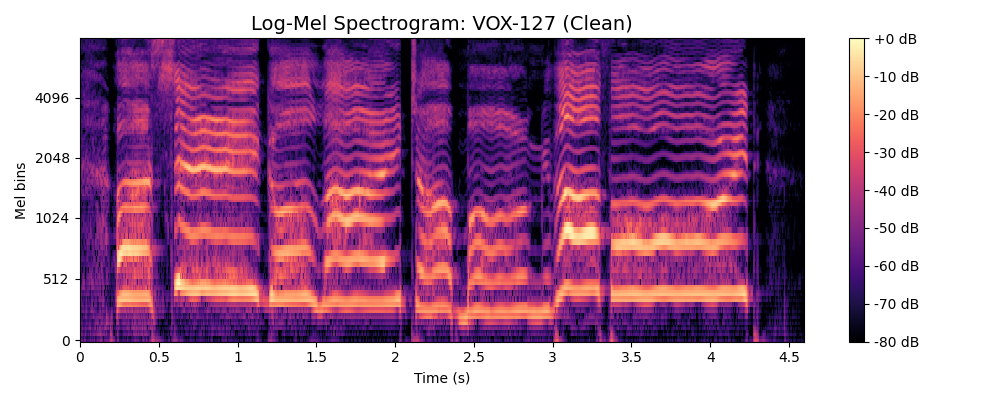 Log-Mel Spectrogram: VOX-127 (Clean)
Mel bins
4096
2048
1024
512
0
0 0.5 1 1.5 2 2.5 3 3.5 4 4.5
Time (s)
+0 dB
-10 dB
-20 dB
-30 dB
-40 dB
-50 dB
-60 dB
-70 dB
-80 dB